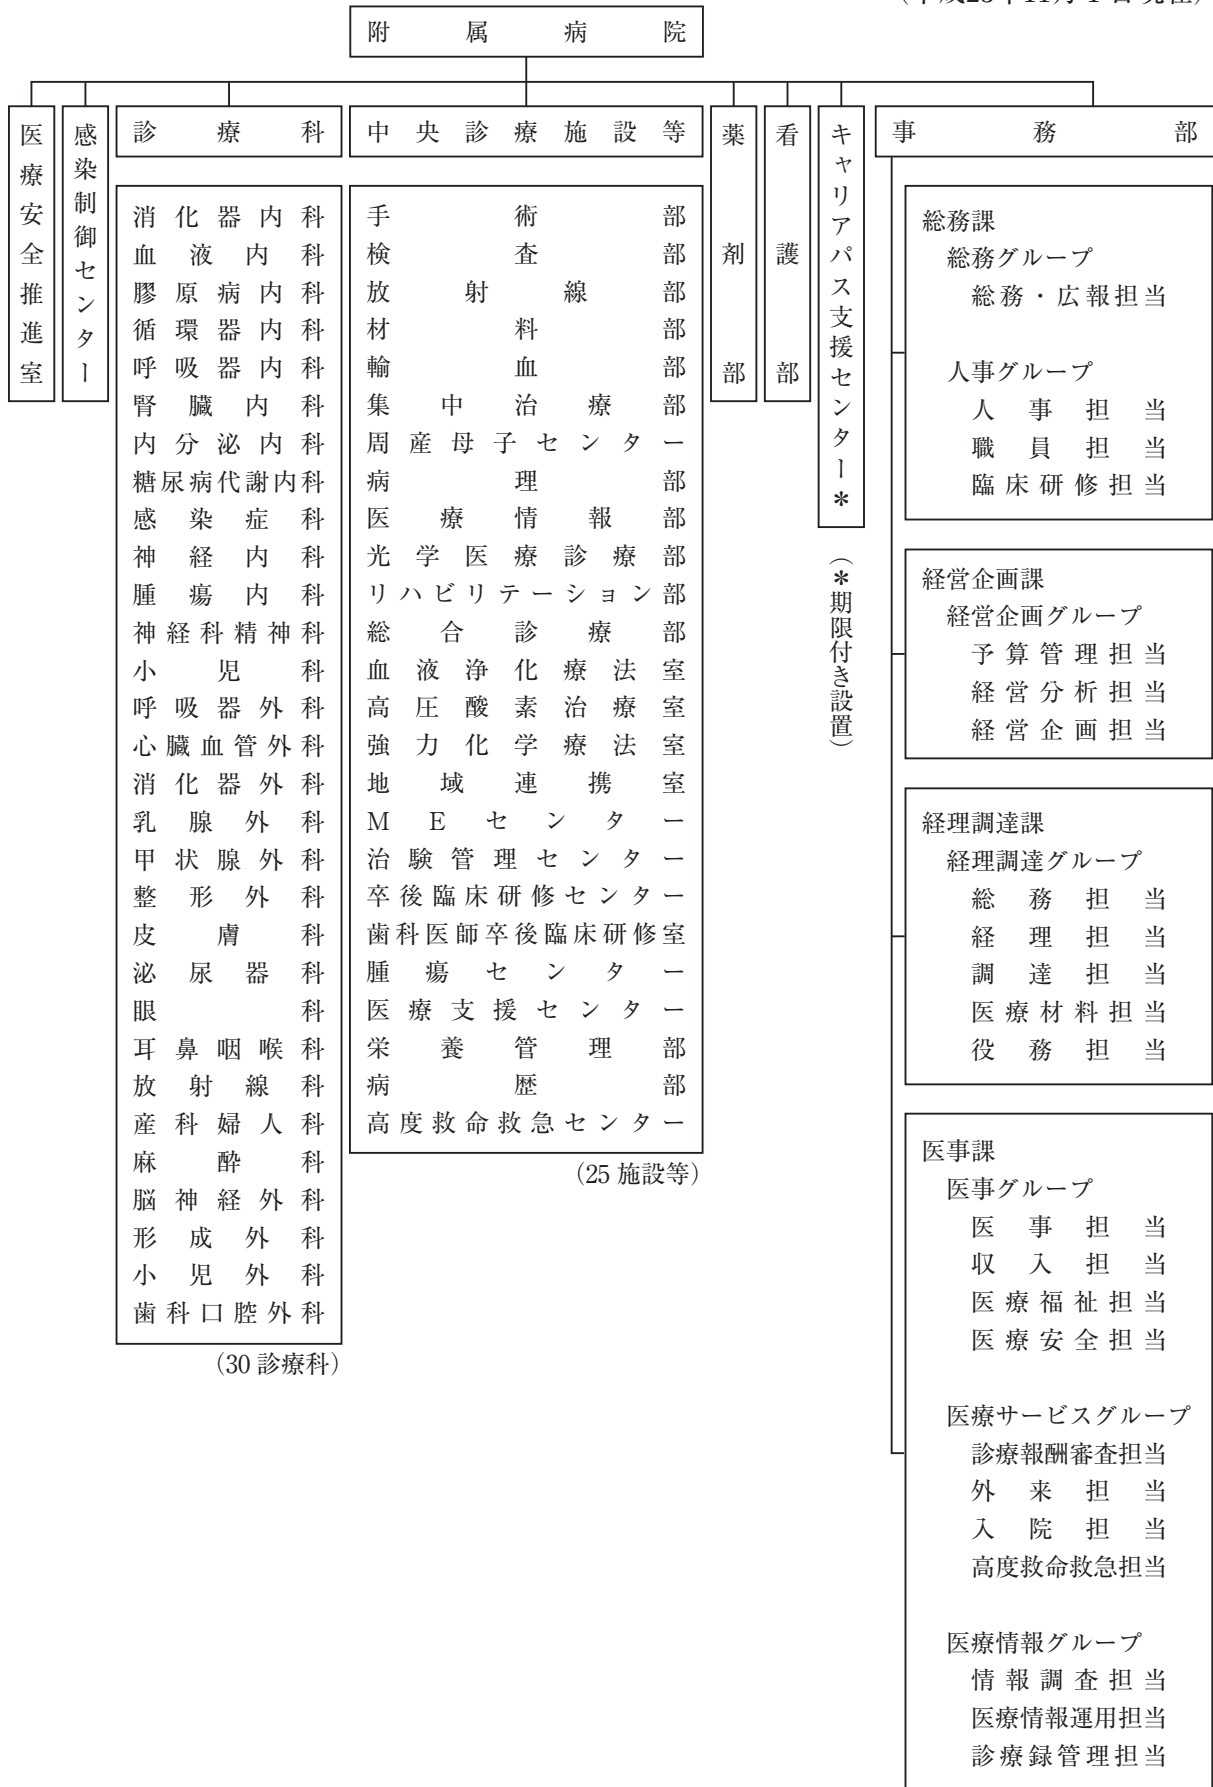 附属病院
医療安全推進室
感染制御センター
診療科
消化器内科
血液内科
膠原病内科
循環器内科
呼吸器内科
腎臓内科
内分泌内科
糖尿病代謝内科
感染症科
神経内科
腫瘍内科
神経科精神科
小児科
呼吸器外科
心臓血管外科
消化器外科
乳腺外科
甲状腺外科
整形外科
皮膚科
泌尿器科
眼科
耳鼻咽喉科
放射線科
産科婦人科
麻酔科
脳神経外科
形成外科
小児外科
歯科口腔外科
(30 診療科)
中央診療施設等
手術部
検査部
放射線部
材料部
輸血部
集中治療部
周産母子センター
病理部
医療情報部
光学医療診療部
リハビリテーション部
総合診療部
血液浄化療法室
高圧酸素治療室
強力化学療法室
地域連携室
MEセンター
治験管理センター
卒後臨床研修センター
歯科医師卒後臨床研修室
腫瘍センター
医療支援センター
栄養管理部
病歴部
高度救命救急センター
(25 施設等)
薬剤部
看護部
キャリアパス支援センター＊
(＊期限付き設置)
事務部
総務課
総務グループ
総務・広報担当
人事グループ
人事担当
職員担当
臨床研修担当
経営企画課
経営企画グループ
予算管理担当
経営分析担当
経営企画担当
経理調達課
経理調達グループ
総務担当
経理担当
調達担当
医療材料担当
役務担当
医事課
医事グループ
医事担当
収入担当
医療福祉担当
医療安全担当
医療サービスグループ
診療報酬審査担当
外来担当
入院担当
高度救命救急担当
医療情報グループ
情報調査担当
医療情報運用担当
診療録管理担当